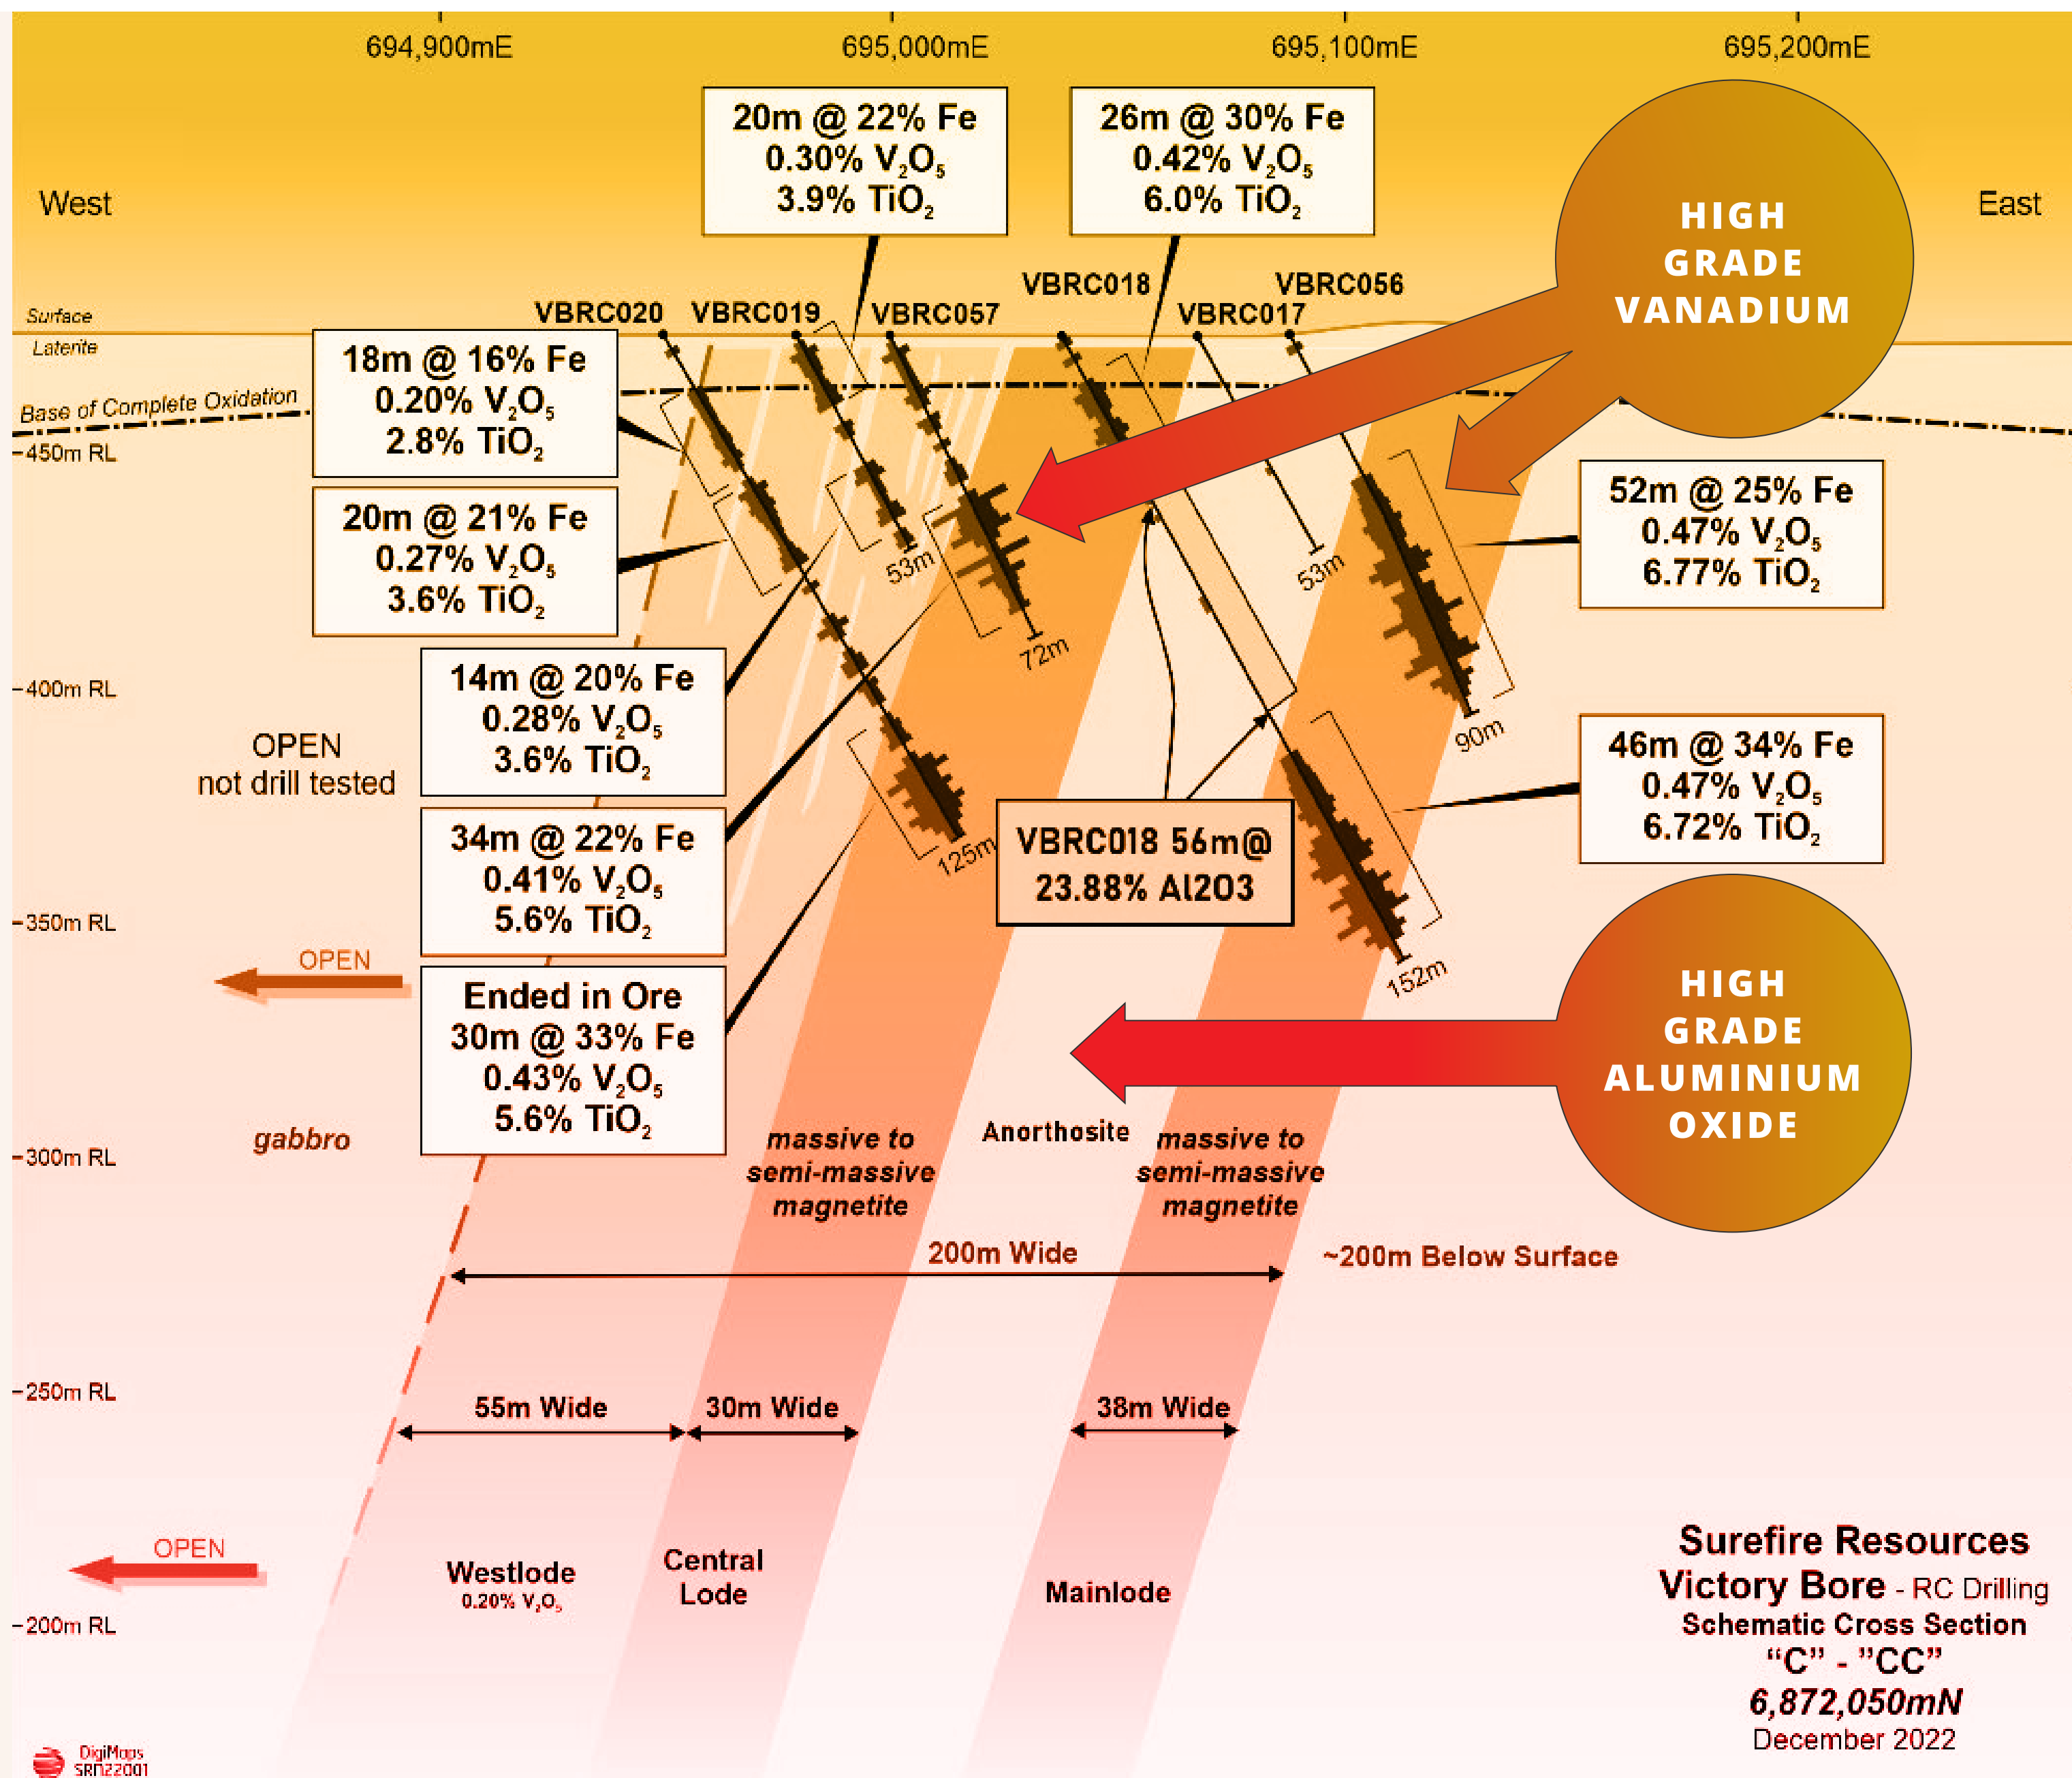 694,900mE
695,000mE
695,100mE
695,200mE
West
East
20m @ 22% Fe
0.30% V₂O₅
3.9% TiO₂
26m @ 30% Fe
0.42% V₂O₅
6.0% TiO₂
HIGH
GRADE
VANADIUM
VBRC020
VBRC019
VBRC057
VBRC018
VBRC017
VBRC056
Surface
Laterite
Base of Complete Oxidation
18m @ 16% Fe
0.20% V₂O₅
2.8% TiO₂
450m RL
20m @ 21% Fe
0.27% V₂O₅
3.6% TiO₂
52m @ 25% Fe
0.47% V₂O₅
6.77% TiO₂
53m
53m
72m
90m
14m @ 20% Fe
0.28% V₂O₅
3.6% TiO₂
400m RL
OPEN
not drill tested
46m @ 34% Fe
0.47% V₂O₅
6.72% TiO₂
34m @ 22% Fe
0.41% V₂O₅
5.6% TiO₂
125m
VBRC018 56m@
23.88% Al2O3
350m RL
OPEN
152m
Ended in Ore
30m @ 33% Fe
0.43% V₂O₅
5.6% TiO₂
HIGH
GRADE
ALUMINIUM
OXIDE
gabbro
300m RL
massive to
semi-massive
magnetite
Anorthosite
massive to
semi-massive
magnetite
200m Wide
~200m Below Surface
250m RL
55m Wide
30m Wide
38m Wide
OPEN
Westlode
0.20% V₂O₅
Central
Lode
Mainlode
200m RL
Surefire Resources
Victory Bore - RC Drilling
Schematic Cross Section
“C” - ”CC”
6,872,050mN
December 2022
DigiMaps
SRN22001